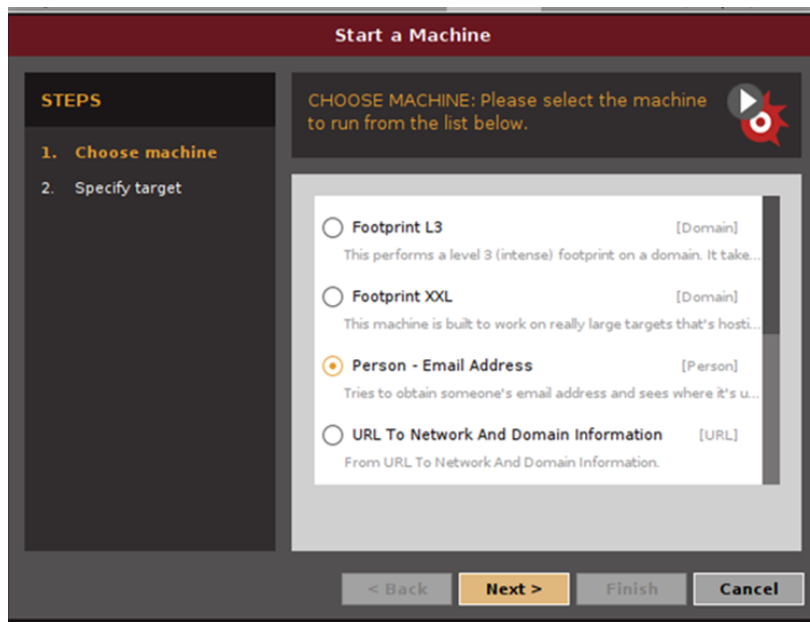 Start a Machine
STEPS
1. Choose machine
2. Specify target
CHOOSE MACHINE: Please select the machine
to run from the list below.
Footprint L3 [Domain]
This performs a level 3 (intense) footprint on a domain. It take...
Footprint XXL [Domain]
This machine is built to work on really large targets that's hosti...
Person - Email Address [Person]
Tries to obtain someone's email address and sees where it's u...
URL To Network And Domain Information [URL]
From URL To Network And Domain Information.
< Back Next > Finish Cancel